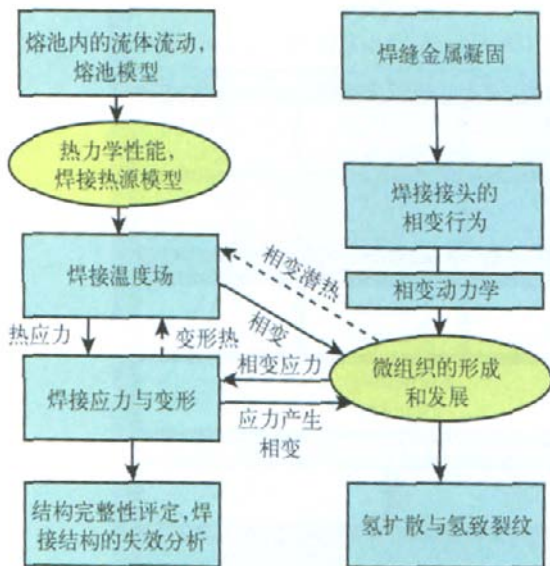 熔池内的流体流动,
熔池模型
焊缝金属凝固
热力学性能,
焊接热源模型
焊接接头的
相变行为
焊接温度场
相变潜热
相变动力学
热应力
变形热
相变
相变应力
微组织的形成
和发展
焊接应力与变形
应力产生
相变
结构完整性评定,焊
接结构的失效分析
氢扩散与氢致裂纹